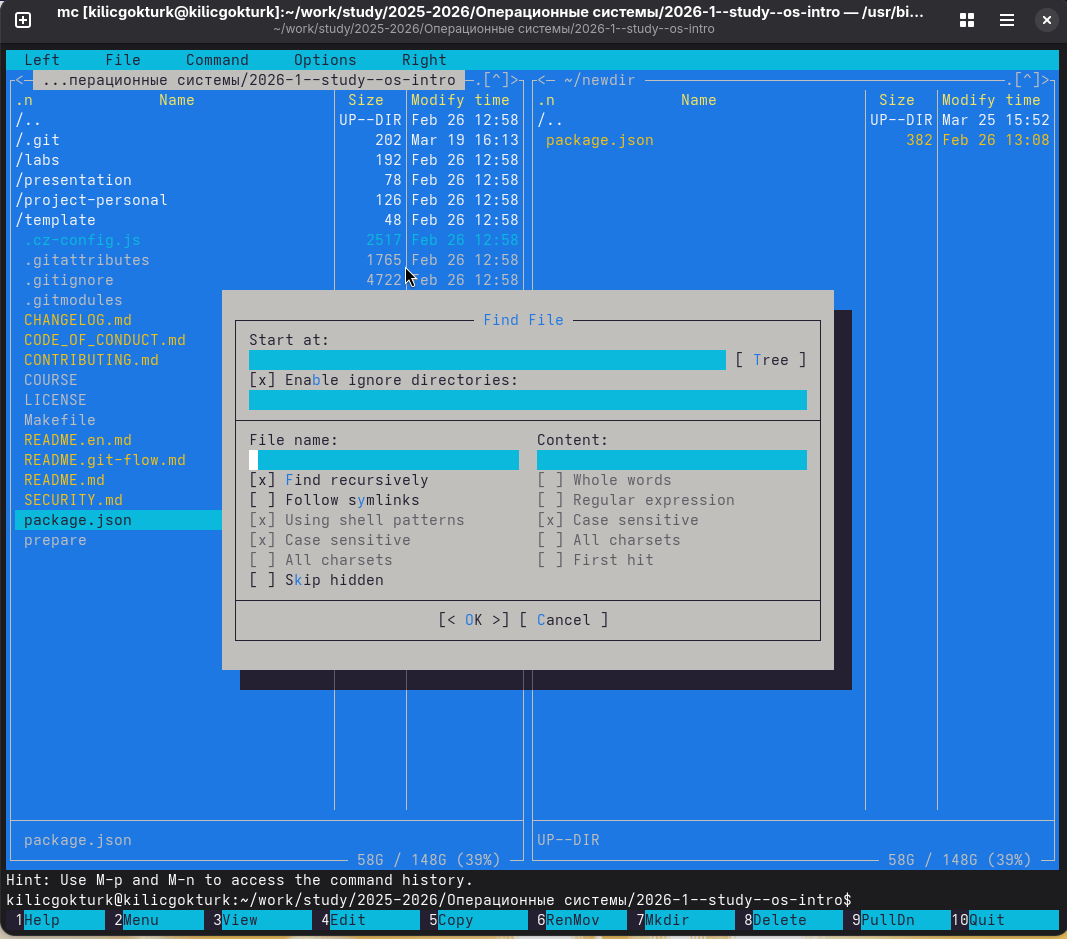 mc [kilicgokturk@kilicgokturk]:~/work/study/2025-2026/Операционные системы/2026-1--study--os-intro — /usr/bi…
~/work/study/2025-2026/Операционные системы/2026-1--study--os-intro
Left File Command Options Right
<— ...перационные системы/2026-1--study--os-intro —.[^]> <— ~/newdir —.[^]>
.n Name Size Modify time .n Name Size Modify time
/.. UP--DIR Feb 26 12:58 /.. UP--DIR Mar 25 15:52
/.git 202 Mar 19 16:13 package.json 382 Feb 26 13:08
/labs 192 Feb 26 12:58
/presentation 78 Feb 26 12:58
/project-personal 126 Feb 26 12:58
/template 48 Feb 26 12:58
.cz-config.js 2517 Feb 26 12:58
.gitattributes 1765 Feb 26 12:58
.gitignore 4722 Feb 26 12:58
.gitmodules
CHANGELOG.md
CODE_OF_CONDUCT.md
CONTRIBUTING.md
COURSE
LICENSE
Makefile
README.en.md
README.git-flow.md
README.md
SECURITY.md
package.json
prepare
Find File
Start at:
[ Tree ]
[x] Enable ignore directories:
File name: Content:
[x] Find recursively [ ] Whole words
[ ] Follow symlinks [ ] Regular expression
[x] Using shell patterns [x] Case sensitive
[x] Case sensitive [ ] All charsets
[ ] All charsets [ ] First hit
[ ] Skip hidden
[< OK >] [ Cancel ]
package.json UP--DIR
58G / 148G (39%) 58G / 148G (39%)
Hint: Use M-p and M-n to access the command history.
kilicgokturk@kilicgokturk:~/work/study/2025-2026/Операционные системы/2026-1--study--os-intro$
1Help 2Menu 3View 4Edit 5Copy 6RenMov 7Mkdir 8Delete 9PullDn 10Quit